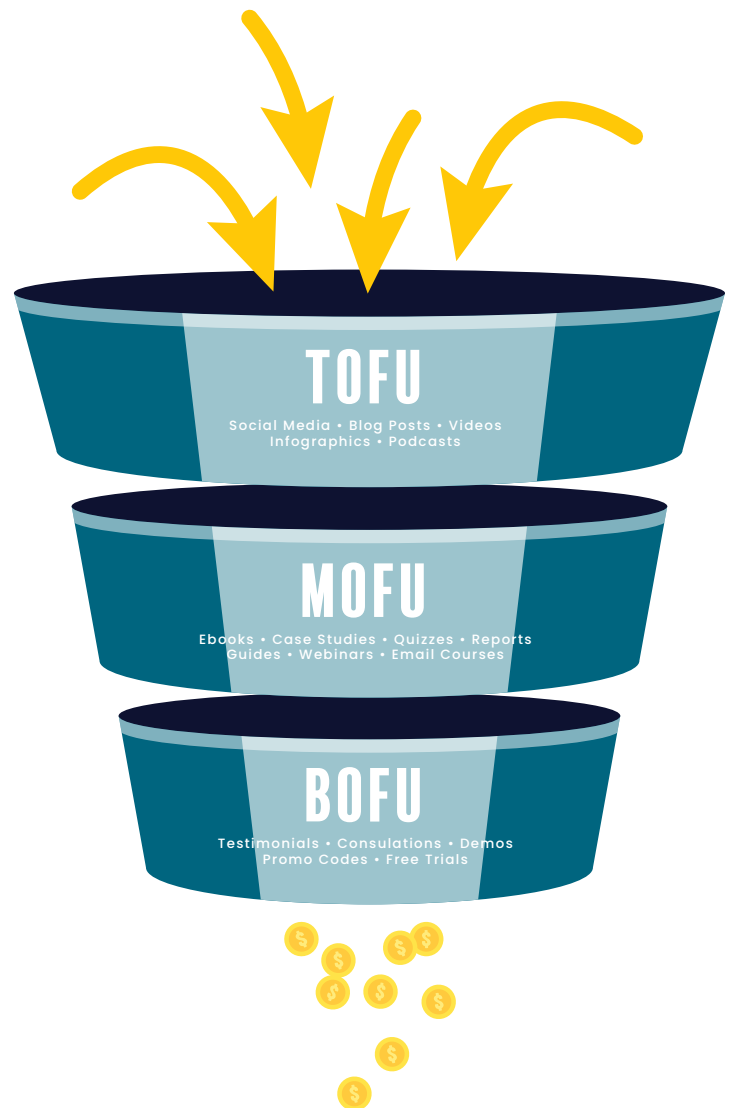 TOFU
Social Media • Blog Posts • Videos
Infographics • Podcasts
MOFU
Ebooks • Case Studies • Quizzes • Reports
Guides • Webinars • Email Courses
BOFU
Testimonials • Consulations • Demos
Promo Codes • Free Trials
$
$
$
$
$
$
$
$
$